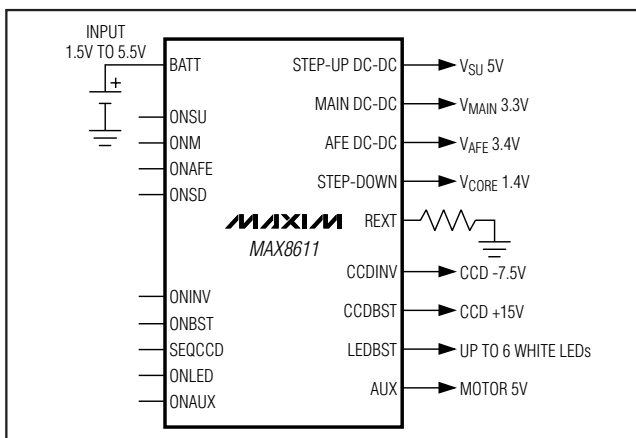 INPUT
1.5V TO 5.5V
+
BATT
ONSU
ONM
ONAFE
ONSD
ONINV
ONBST
SEQCCD
ONLED
ONAUX
MAXIM
MAX8611
STEP-UP DC-DC
MAIN DC-DC
AFE DC-DC
STEP-DOWN
REXT
CCDINV
CCDBST
LEDBST
AUX
VSU 5V
VMAIN 3.3V
VAFE 3.4V
VCORE 1.4V
CCD -7.5V
CCD +15V
UP TO 6 WHITE LEDs
MOTOR 5V